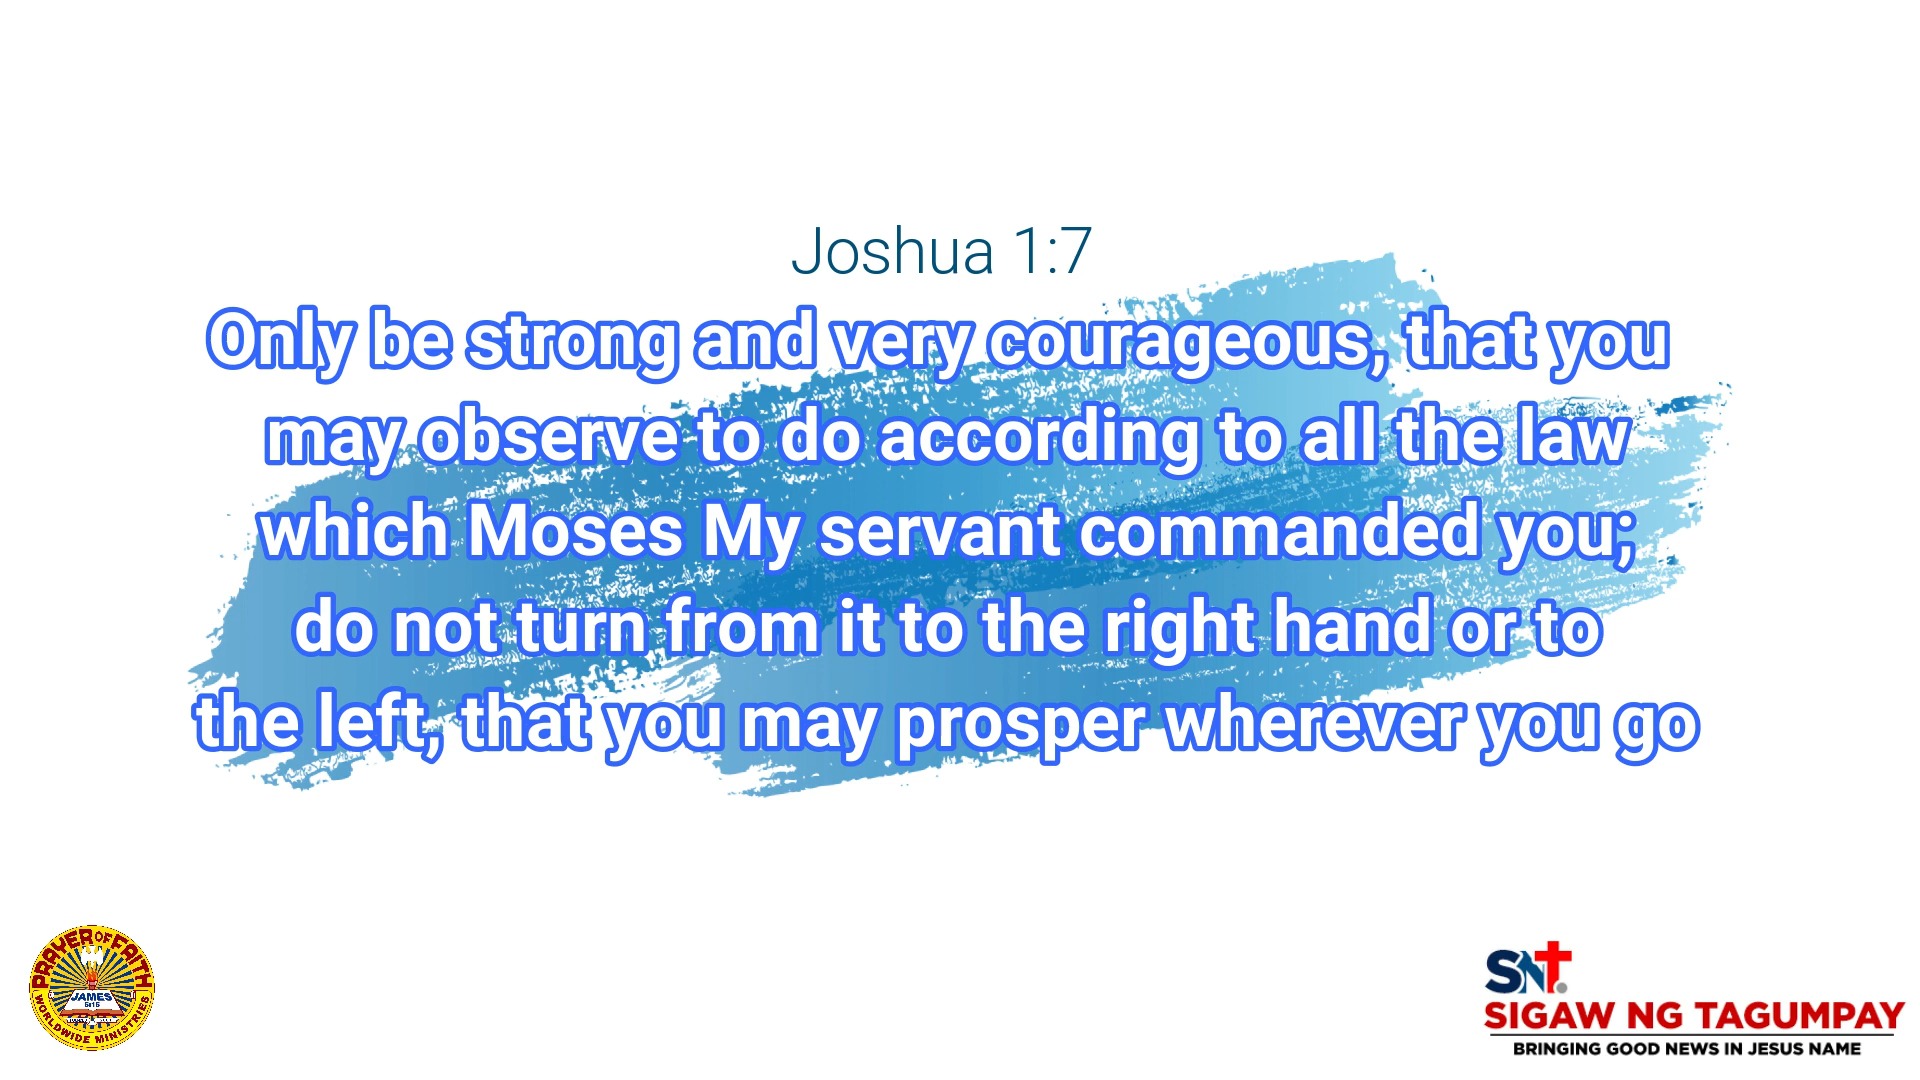 Joshua 1:7
Only be strong and very courageous, that you
may observe to do according to all the law
which Moses My servant commanded you;
do not turn from it to the right hand or to
the left, that you may prosper wherever you go
PRAYER OF FAITH
JAMES
5:15
WORLDWIDE MINISTRIES
SNT.
SIGAW NG TAGUMPAY
BRINGING GOOD NEWS IN JESUS NAME